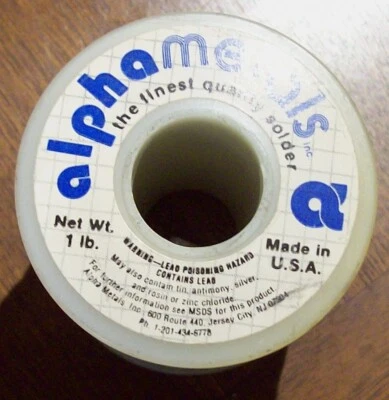 alphametals inc
the finest quality solder
a
Net Wt.
1 lb.
Made in
U.S.A.
WARNING—LEAD POISONING HAZARD
CONTAINS LEAD
May also contain tin, antimony, silver,
and rosin or zinc chloride.
For further information see MSDS for this product.
Alpha Metals, Inc., 600 Route 440, Jersey City, NJ 07304
Ph. 1-201-434-6778